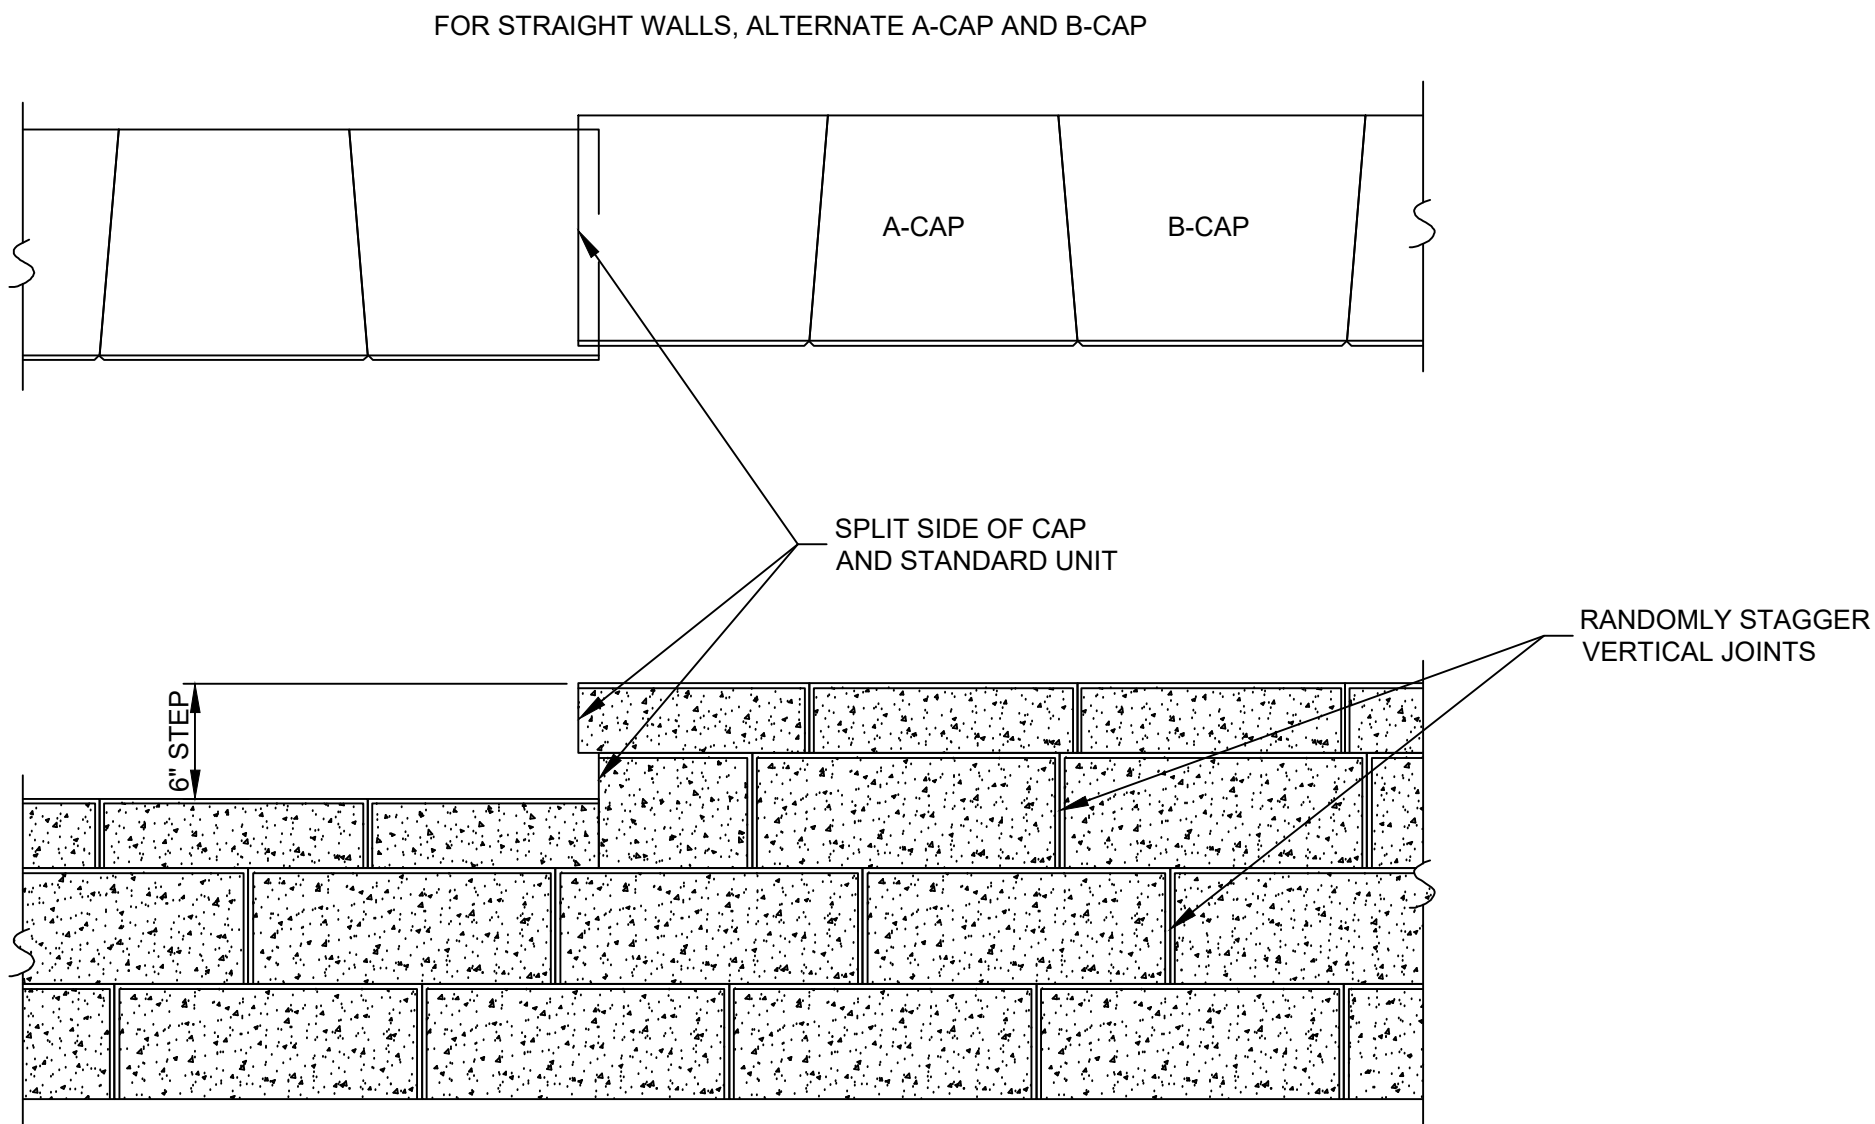 FOR STRAIGHT WALLS, ALTERNATE A-CAP AND B-CAP
A-CAP
B-CAP
SPLIT SIDE OF CAP
AND STANDARD UNIT
RANDOMLY STAGGER
VERTICAL JOINTS
6" STEP